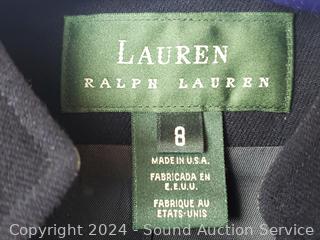 LAUREN
RALPH LAUREN
8
MADE IN U.S.A.
FABRICADA EN
E.E.U.U.
FABRIQUE AU
ETATS-UNIS
Copyright 2024 - Sound Auction Service